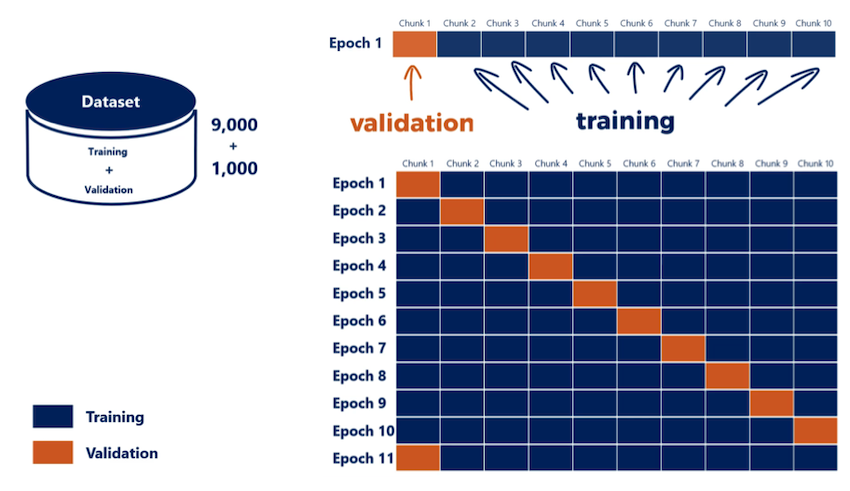 Chunk 1 Chunk 2 Chunk 3 Chunk 4 Chunk 5 Chunk 6 Chunk 7 Chunk 8 Chunk 9 Chunk 10
Epoch 1
validation
training
Dataset
Training
+
Validation
9,000
+
1,000
Chunk 1 Chunk 2 Chunk 3 Chunk 4 Chunk 5 Chunk 6 Chunk 7 Chunk 8 Chunk 9 Chunk 10
Epoch 1
Epoch 2
Epoch 3
Epoch 4
Epoch 5
Epoch 6
Epoch 7
Epoch 8
Epoch 9
Epoch 10
Epoch 11
Training
Validation